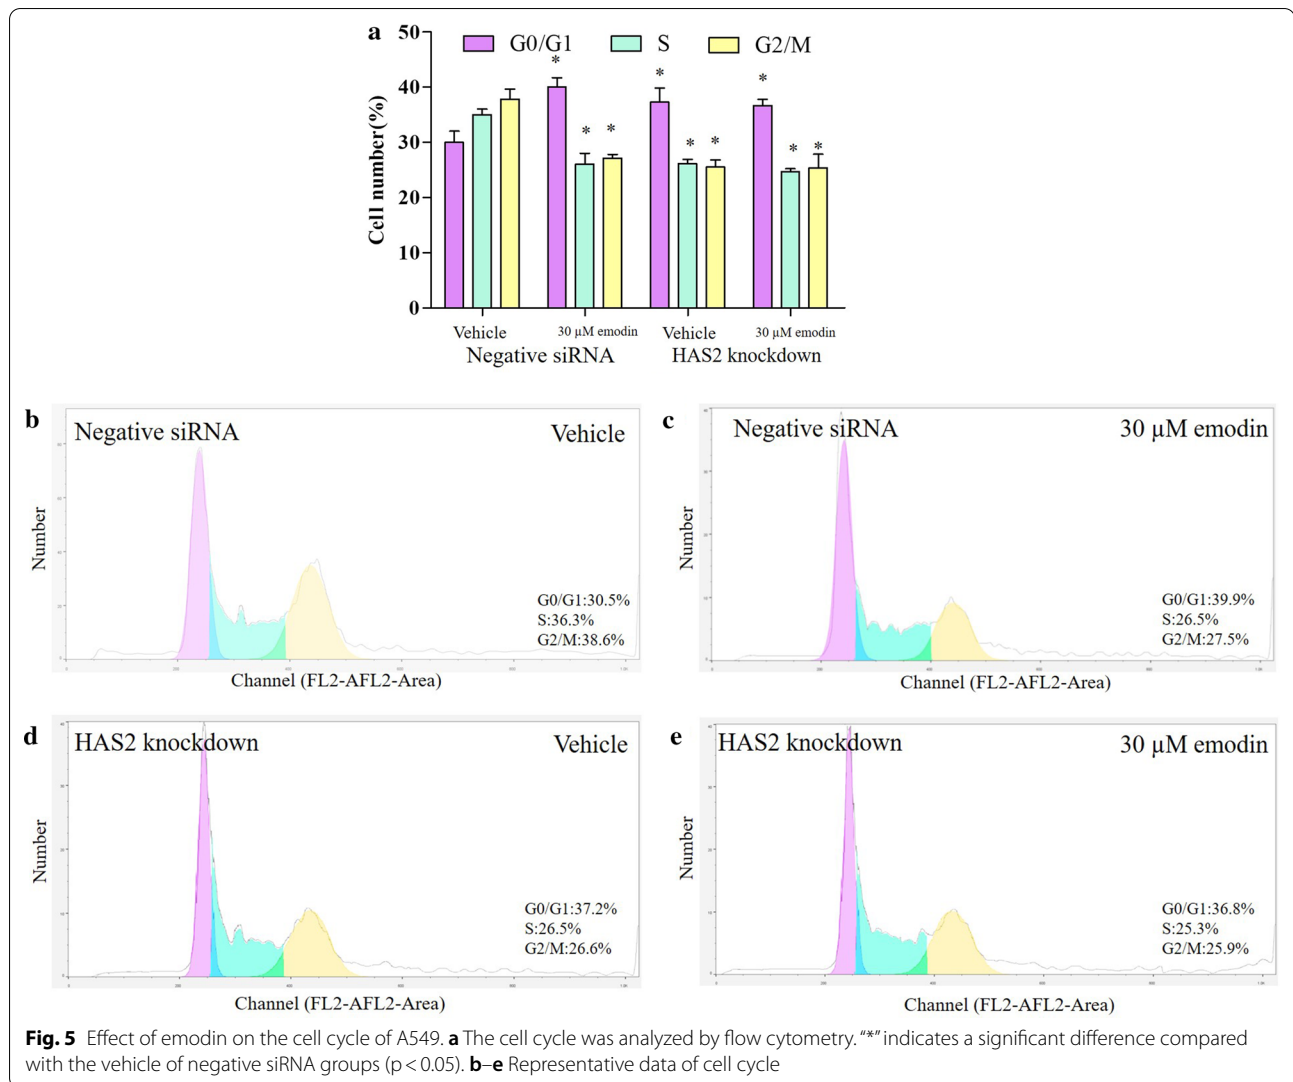 a
50
40
30
20
10
0
Cell number(%)
G0/G1 S G2/M
*
* *
*
* *
*
* *
Vehicle 30 µM emodin Vehicle 30 µM emodin
Negative siRNA HAS2 knockdown
b
Negative siRNA Vehicle
Number
G0/G1:30.5%
S:36.3%
G2/M:38.6%
Channel (FL2-AFL2-Area)
c
Negative siRNA 30 µM emodin
Number
G0/G1:39.9%
S:26.5%
G2/M:27.5%
Channel (FL2-AFL2-Area)
d
HAS2 knockdown Vehicle
Number
G0/G1:37.2%
S:26.5%
G2/M:26.6%
Channel (FL2-AFL2-Area)
e
HAS2 knockdown 30 µM emodin
Number
G0/G1:36.8%
S:25.3%
G2/M:25.9%
Channel (FL2-AFL2-Area)
Fig. 5 Effect of emodin on the cell cycle of A549. a The cell cycle was analyzed by flow cytometry. “*” indicates a significant difference compared
with the vehicle of negative siRNA groups (p < 0.05). b–e Representative data of cell cycle